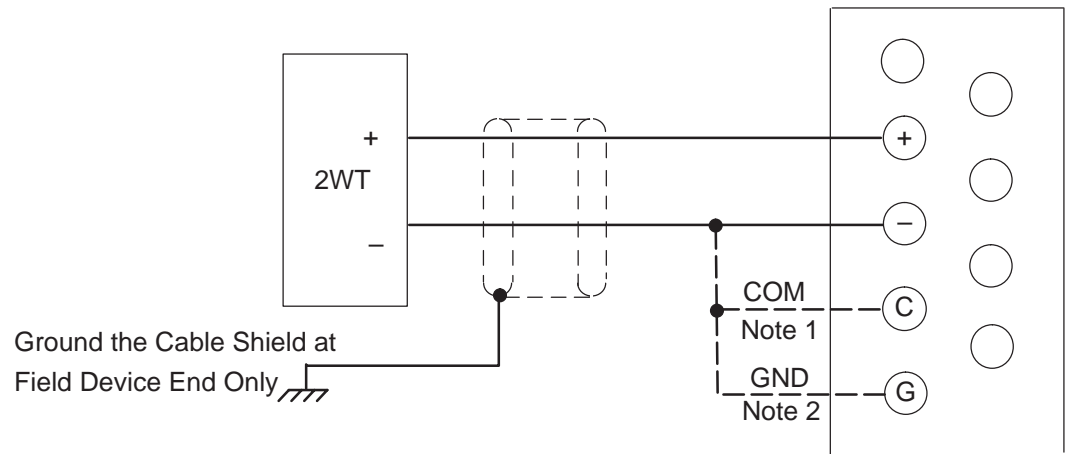 +
2WT
−
+
−
COM
C
Note 1
GND
G
Note 2
Ground the Cable Shield at
Field Device End Only